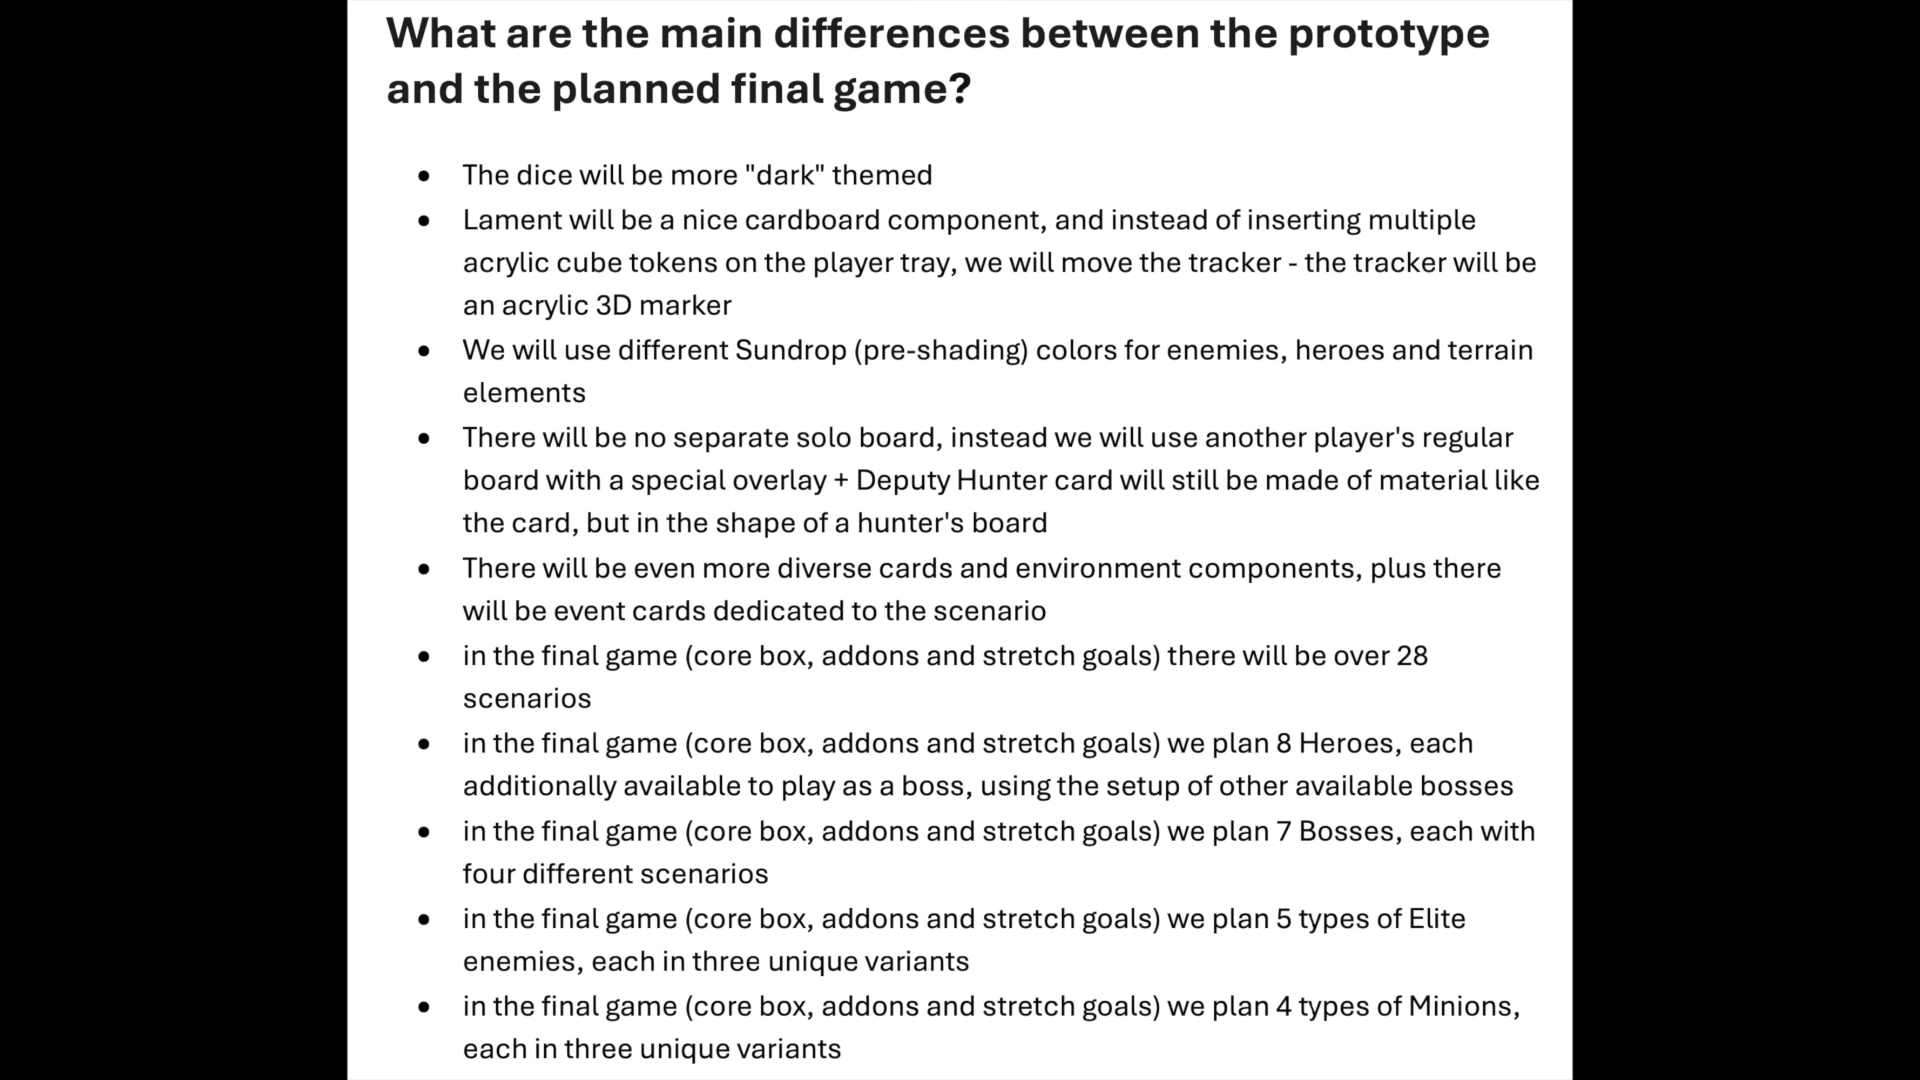 What are the main differences between the prototype
and the planned final game?
• The dice will be more "dark" themed
• Lament will be a nice cardboard component, and instead of inserting multiple
acrylic cube tokens on the player tray, we will move the tracker - the tracker will be
an acrylic 3D marker
• We will use different Sundrop (pre-shading) colors for enemies, heroes and terrain
elements
• There will be no separate solo board, instead we will use another player's regular
board with a special overlay + Deputy Hunter card will still be made of material like
the card, but in the shape of a hunter's board
• There will be even more diverse cards and environment components, plus there
will be event cards dedicated to the scenario
• in the final game (core box, addons and stretch goals) there will be over 28
scenarios
• in the final game (core box, addons and stretch goals) we plan 8 Heroes, each
additionally available to play as a boss, using the setup of other available bosses
• in the final game (core box, addons and stretch goals) we plan 7 Bosses, each with
four different scenarios
• in the final game (core box, addons and stretch goals) we plan 5 types of Elite
enemies, each in three unique variants
• in the final game (core box, addons and stretch goals) we plan 4 types of Minions,
each in three unique variants